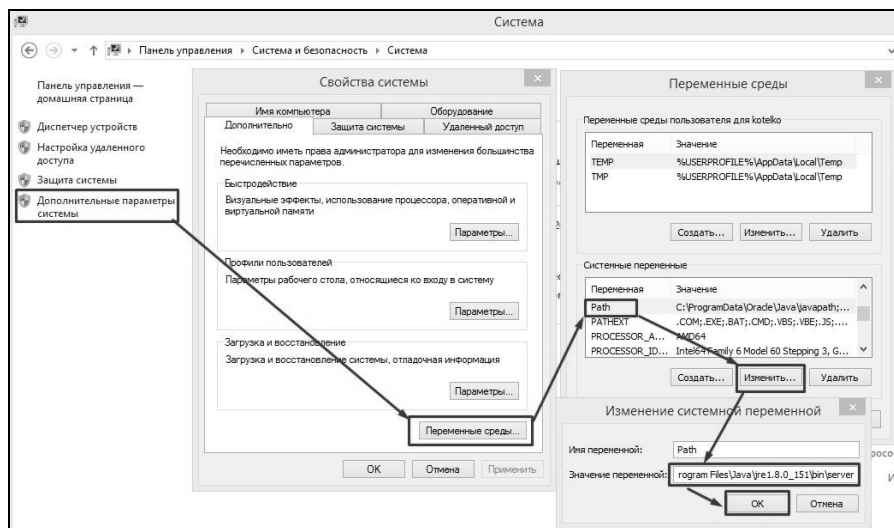 Система
Панель управления › Система и безопасность › Система
Панель управления —
домашняя страница
Диспетчер устройств
Настройка удаленного
доступа
Защита системы
Дополнительные параметры
системы
Свойства системы
Имя компьютера
Оборудование
Дополнительно
Защита системы
Удаленный доступ
Необходимо иметь права администратора для изменения большинства
перечисленных параметров.
Быстродействие
Визуальные эффекты, использование процессора, оперативной и
виртуальной памяти
Параметры...
Профили пользователей
Параметры рабочего стола, относящиеся ко входу в систему
Параметры...
Загрузка и восстановление
Загрузка и восстановление системы, отладочная информация
Параметры...
Переменные среды...
OK
Отмена
Применить
Переменные среды
Переменные среды пользователя для kotelko
Переменная Значение
TEMP %USERPROFILE%\AppData\Local\Temp
TMP %USERPROFILE%\AppData\Local\Temp
Создать...
Изменить...
Удалить
Системные переменные
Переменная Значение
Path C:\ProgramData\Oracle\Java\javapath;...
PATHEXT .COM;.EXE;.BAT;.CMD;.VBS;.VBE;.JS;....
PROCESSOR_A... AMD64
PROCESSOR_ID... Intel64 Family 6 Model 60 Stepping 3, G...
Создать...
Изменить...
Удалить
Изменение системной переменной
Имя переменной: Path
Значение переменной: rogram Files\Java\jre1.8.0_151\bin\server
OK
Отмена